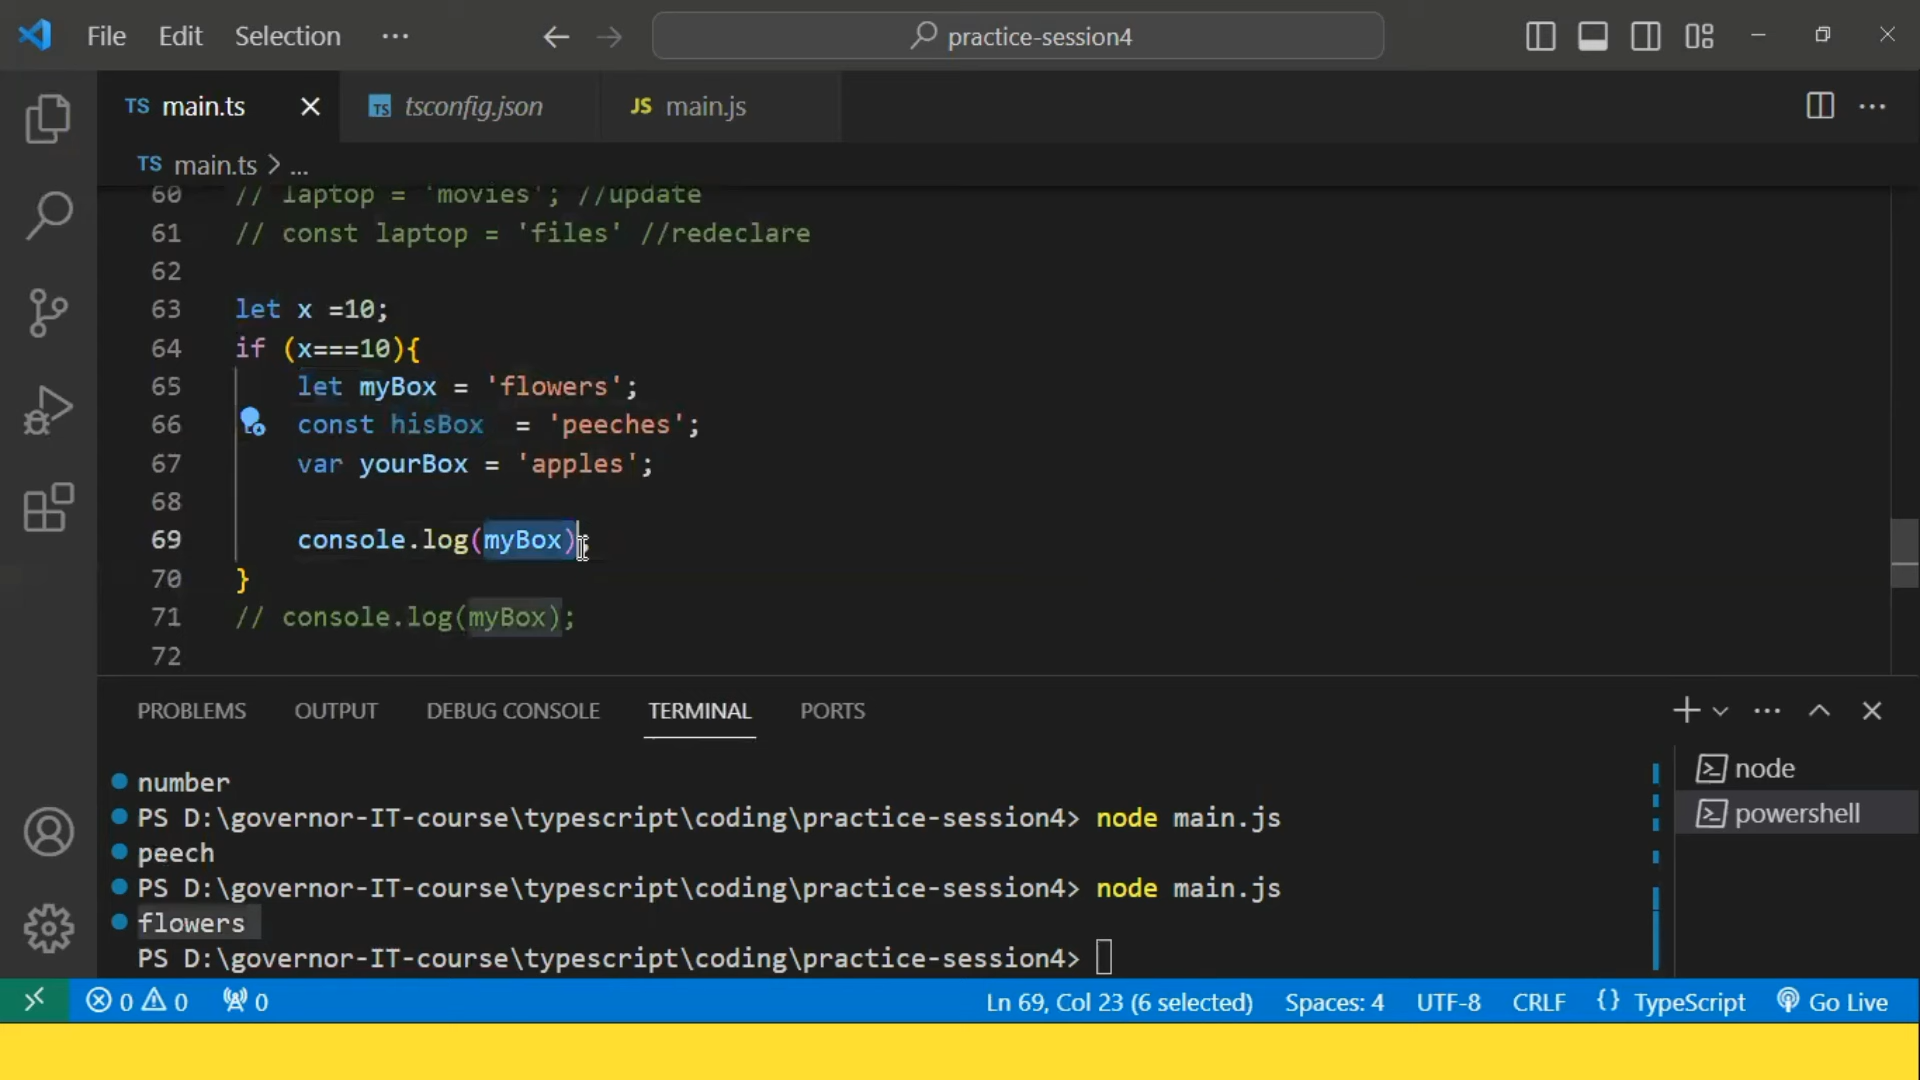 File Edit Selection ... practice-session4
TS main.ts tsconfig.json JS main.js
TS main.ts > ...
60 // laptop = 'movies'; //update
61 // const laptop = 'files' //redeclare
62
63 let x =10;
64 if (x===10){
65 let myBox = 'flowers';
66 const hisBox  = 'peeches';
67 var yourBox = 'apples';
68
69 console.log(myBox);
70 }
71 // console.log(myBox);
72
PROBLEMS OUTPUT DEBUG CONSOLE TERMINAL PORTS
number
PS D:\governor-IT-course\typescript\coding\practice-session4> node main.js
peech
PS D:\governor-IT-course\typescript\coding\practice-session4> node main.js
flowers
PS D:\governor-IT-course\typescript\coding\practice-session4>
node
powershell
0 0 0 Ln 69, Col 23 (6 selected) Spaces: 4 UTF-8 CRLF {} TypeScript Go Live